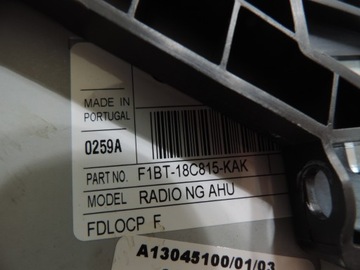 MADE IN
PORTUGAL
0259A
PART NO. F1BT-18C815-KAK
MODEL RADIO NG AHU
FDLOCP F
A13045100/01/03